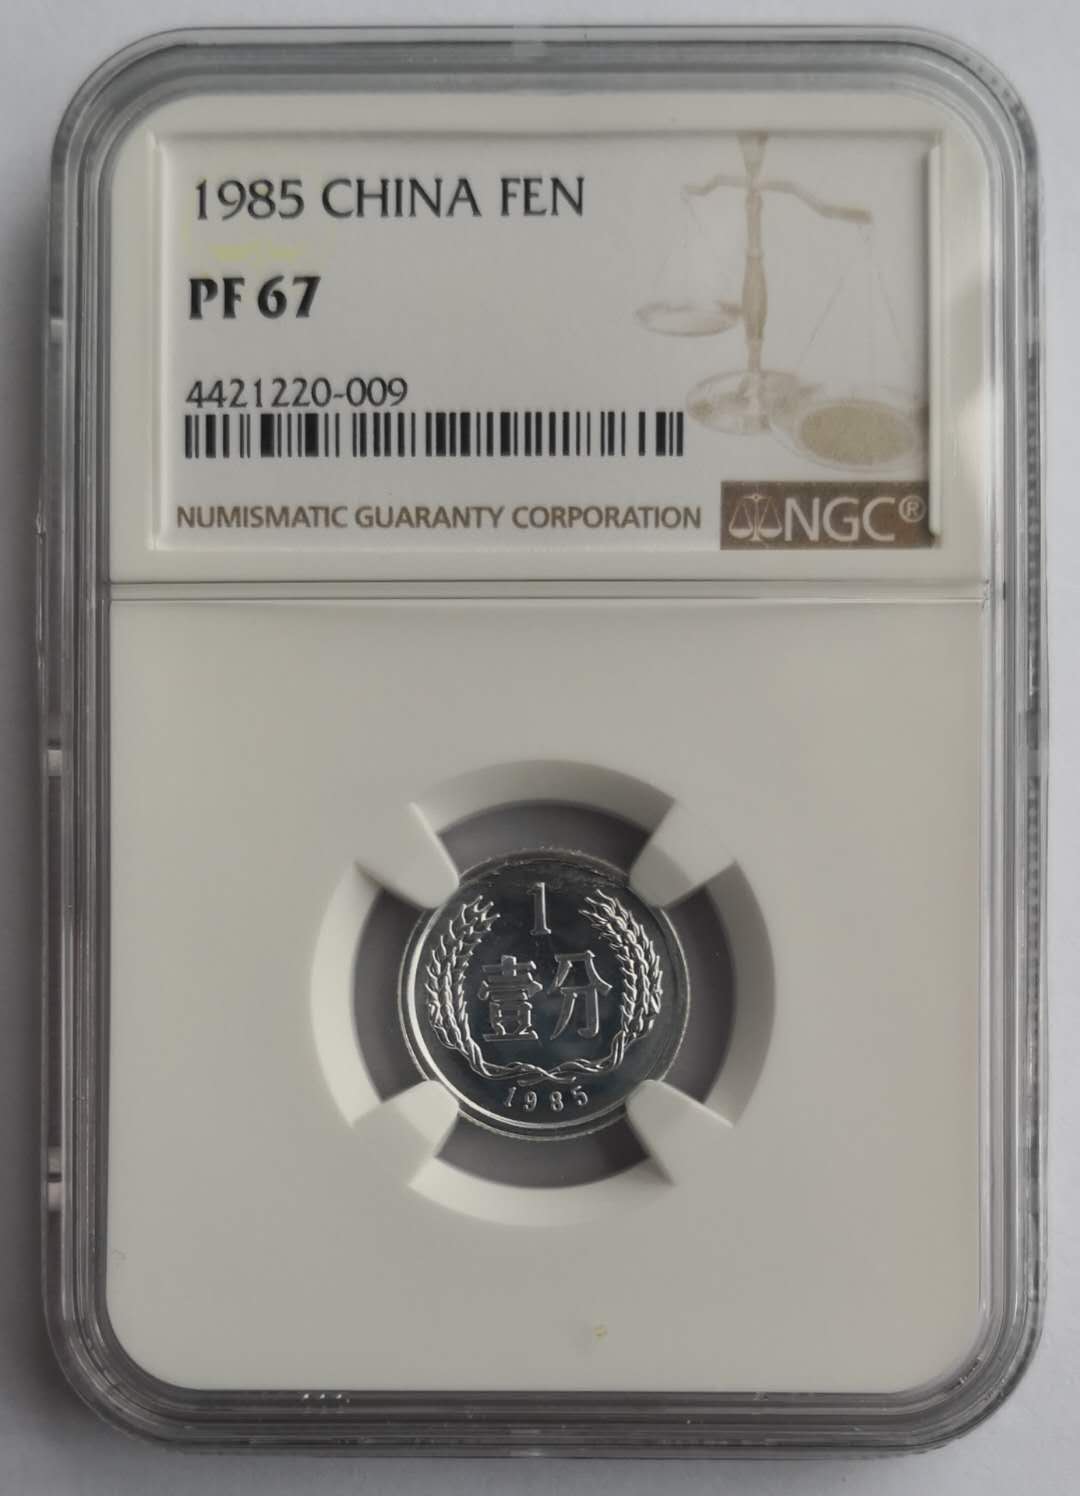 1985 CHINA FEN
PF 67
4421220-009
NUMISMATIC GUARANTY CORPORATION
NGC®
1
壹分
1985